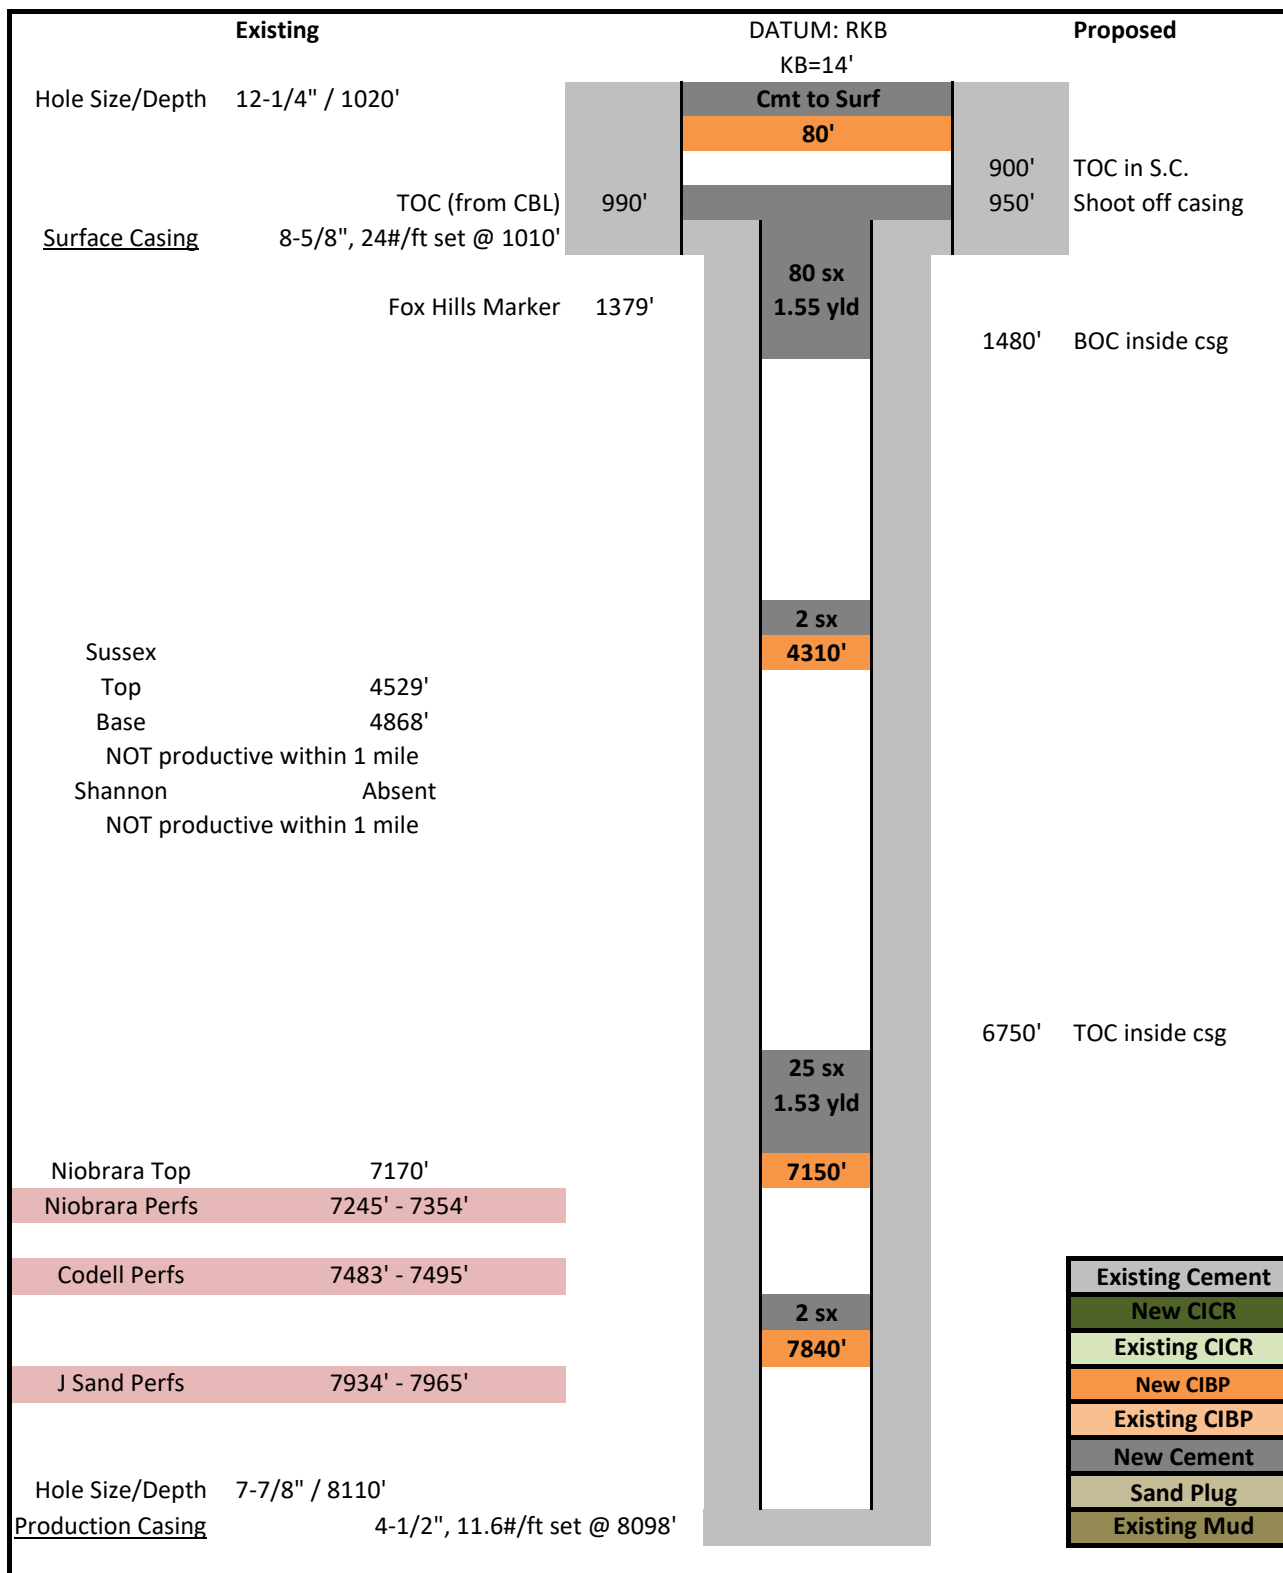 Existing DATUM: RKB Proposed
KB=14'
Hole Size/Depth 12-1/4" / 1020' Cmt to Surf
80'
900' TOC in S.C.
TOC (from CBL) 990' 950' Shoot off casing
Surface Casing 8-5/8", 24#/ft set @ 1010'
80 sx
Fox Hills Marker 1379' 1.55 yld
1480' BOC inside csg
2 sx
Sussex 4310'
Top 4529'
Base 4868'
NOT productive within 1 mile
Shannon Absent
NOT productive within 1 mile
6750' TOC inside csg
25 sx
1.53 yld
Niobrara Top 7170' 7150'
Niobrara Perfs 7245' - 7354'
Codell Perfs 7483' - 7495' Existing Cement
2 sx New CICR
7840' Existing CICR
J Sand Perfs 7934' - 7965' New CIBP
Existing CIBP
New Cement
Hole Size/Depth 7-7/8" / 8110' Sand Plug
Production Casing 4-1/2", 11.6#/ft set @ 8098' Existing Mud